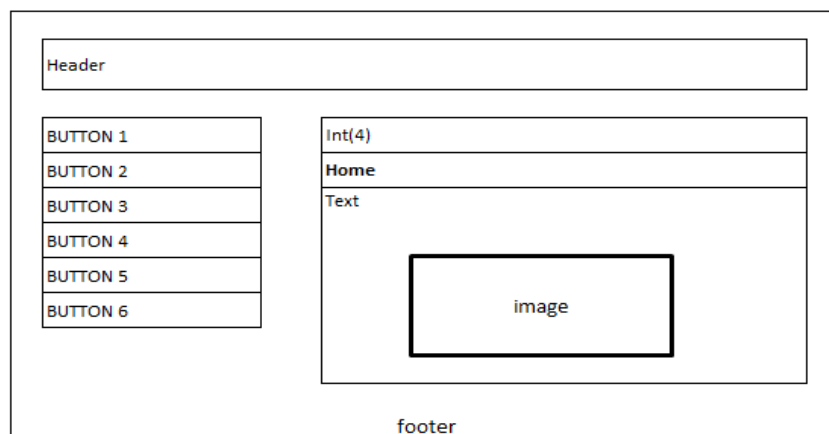 Header
BUTTON 1
BUTTON 2
BUTTON 3
BUTTON 4
BUTTON 5
BUTTON 6
Int(4)
Home
Text
image
footer